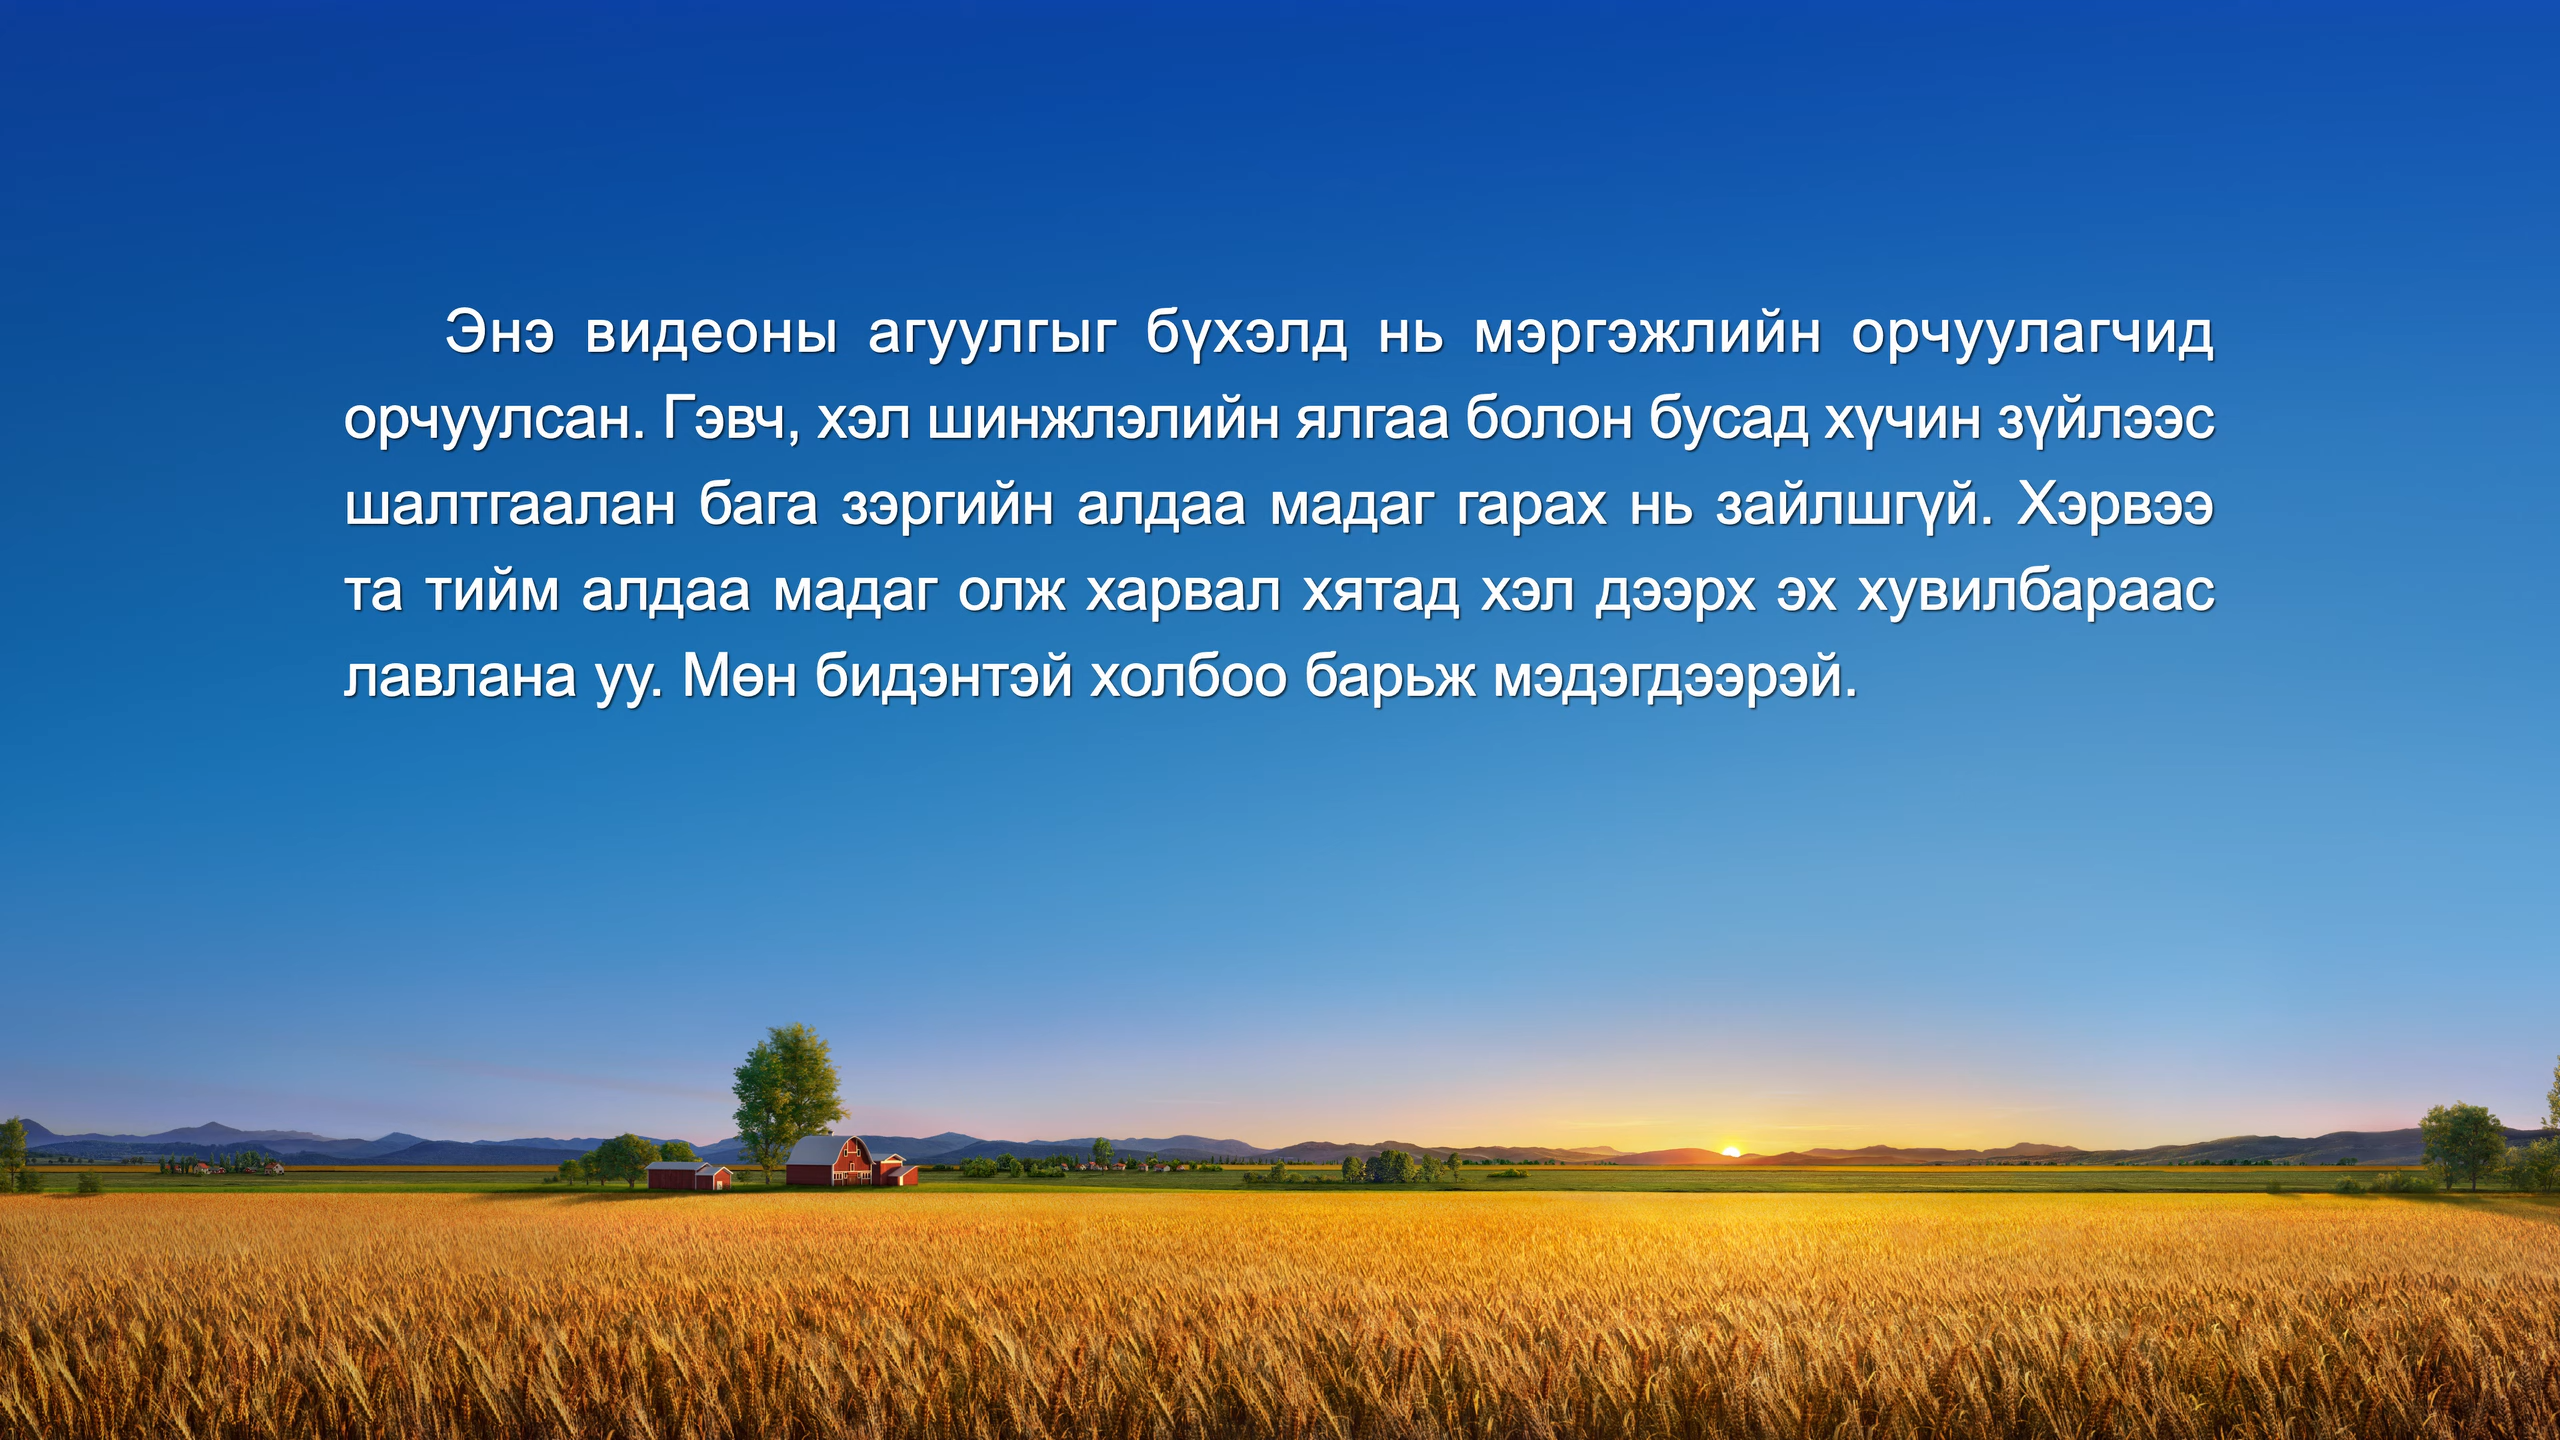 Энэ видеоны агуулгыг бүхэлд нь мэргэжлийн орчуулагчид
орчуулсан. Гэвч, хэл шинжлэлийн ялгаа болон бусад хүчин зүйлээс
шалтгаалан бага зэргийн алдаа мадаг гарах нь зайлшгүй. Хэрвээ
та тийм алдаа мадаг олж харвал хятад хэл дээрх эх хувилбараас
лавлана уу. Мөн бидэнтэй холбоо барьж мэдэгдээрэй.